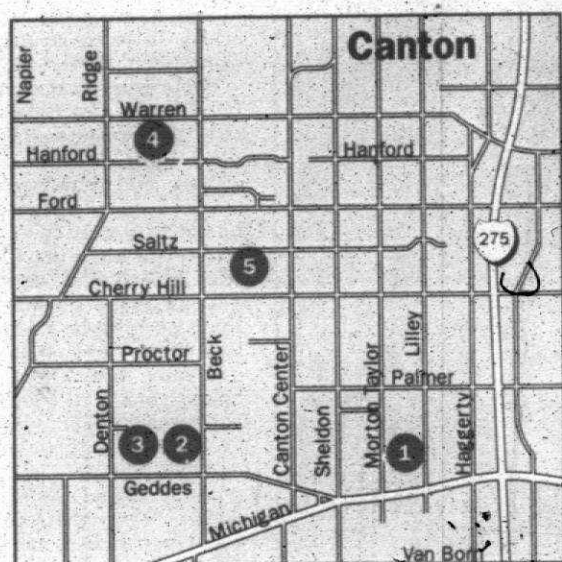 Canton
Napier
Ridge
Warren
4
Hanford
Hanford
Ford
Saltz
275
5
Cherry Hill
Proctor
Beck
Lilley
Palmer
Denton
Canton Center
Sheldon
Morton Taylor
Haggerty
3
2
1
Geddes
Michigan
Van Born